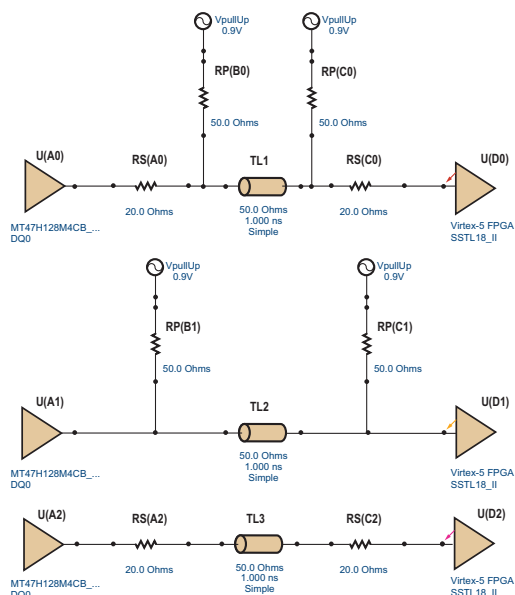 VpullUp
0.9V
VpullUp
0.9V
RP(B0)
RP(C0)
50.0 Ohms
50.0 Ohms
U(A0)
RS(A0)
TL1
RS(C0)
U(D0)
20.0 Ohms
50.0 Ohms
1.000 ns
Simple
20.0 Ohms
MT47H128M4CB_...
DQ0
Virtex-5 FPGA
SSTL18_II
VpullUp
0.9V
VpullUp
0.9V
RP(B1)
RP(C1)
50.0 Ohms
50.0 Ohms
U(A1)
TL2
U(D1)
50.0 Ohms
1.000 ns
Simple
MT47H128M4CB_...
DQ0
Virtex-5 FPGA
SSTL18_II
U(A2)
RS(A2)
TL3
RS(C2)
U(D2)
20.0 Ohms
50.0 Ohms
1.000 ns
Simple
20.0 Ohms
MT47H128M4CB_...
DQ0
Virtex-5 FPGA
SSTL18_II